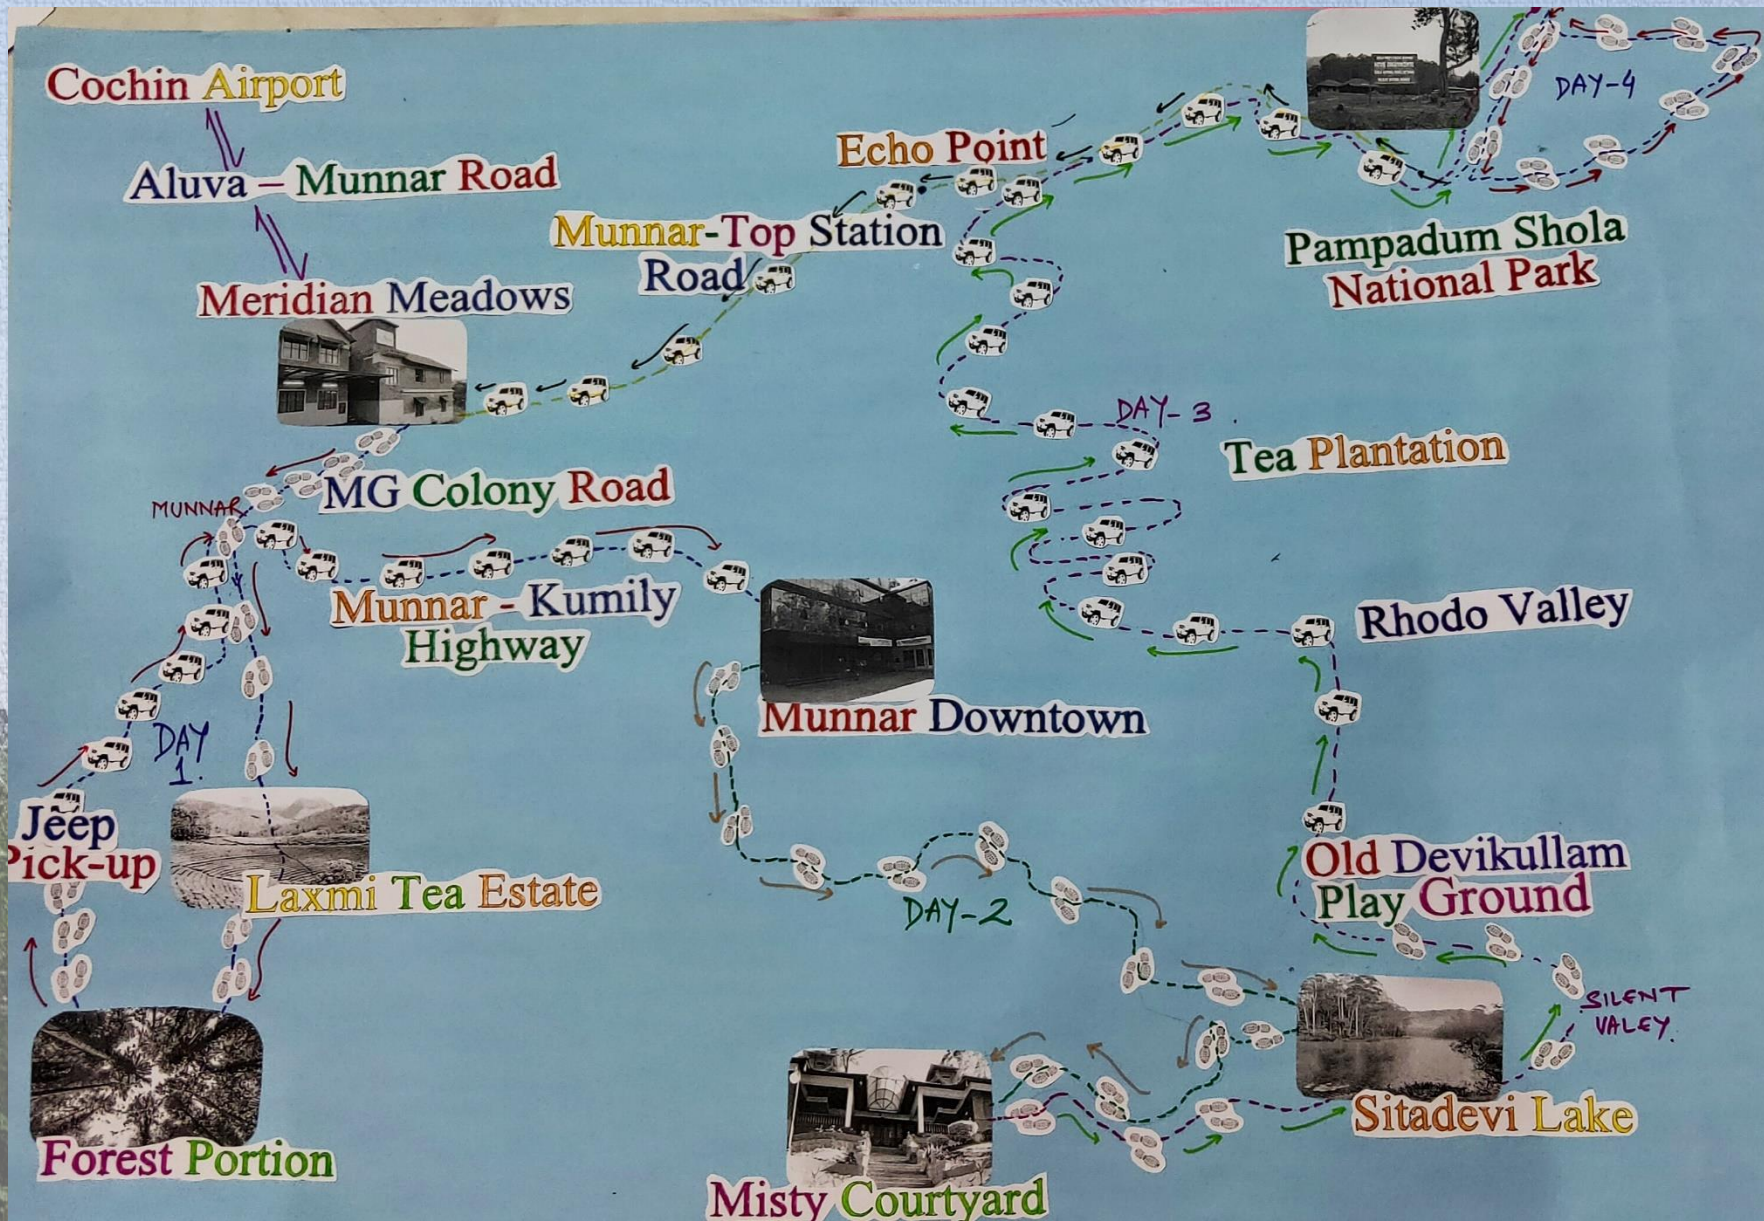 Cochin Airport
Aluva – Munnar Road
Meridian Meadows
Echo Point
Munnar-Top Station
Road
DAY-4
Pampadum Shola
National Park
MG Colony Road
MUNNAR
Munnar - Kumily
Highway
DAY-3
Tea Plantation
Rhodo Valley
Munnar Downtown
DAY
1.
Jeep
Pick-up
Laxmi Tea Estate
DAY-2
Old Devikullam
Play Ground
SILENT
VALEY.
Sitadevi Lake
Forest Portion
Misty Courtyard